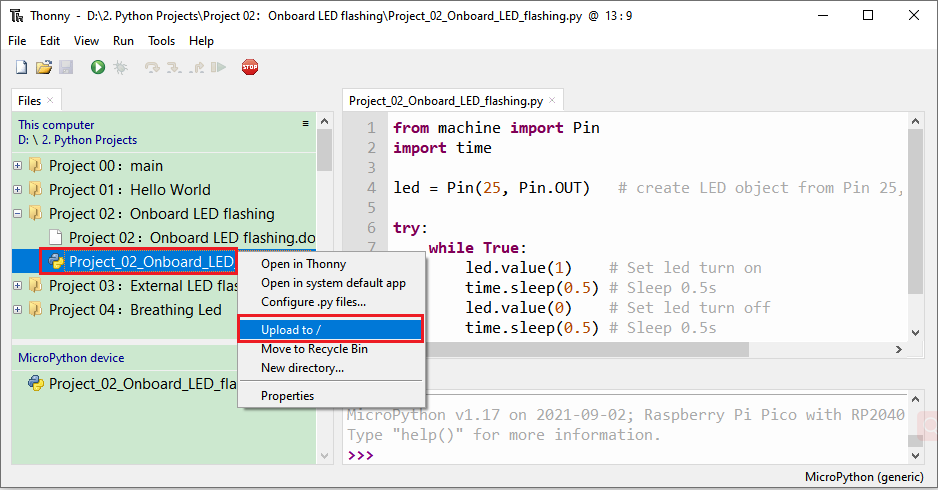 Thonny - D:\2. Python Projects\Project 02：Onboard LED flashing\Project_02_Onboard_LED_flashing.py @ 13 : 9
File Edit View Run Tools Help
STOP
Files
This computer
D: \ 2. Python Projects
Project 00：main
Project 01：Hello World
Project 02：Onboard LED flashing
Project 02：Onboard LED flashing.do
Project_02_Onboard_LED_
Project 03：External LED flas
Project 04：Breathing Led
MicroPython device
Project_02_Onboard_LED_fla
Open in Thonny
Open in system default app
Configure .py files...
Upload to /
Move to Recycle Bin
New directory...
Properties
Project_02_Onboard_LED_flashing.py
1 from machine import Pin
2 import time
3
4 led = Pin(25, Pin.OUT) # create LED object from Pin 25,
5
6 try:
7 while True:
led.value(1) # Set led turn on
time.sleep(0.5) # Sleep 0.5s
led.value(0) # Set led turn off
time.sleep(0.5) # Sleep 0.5s
MicroPython v1.17 on 2021-09-02; Raspberry Pi Pico with RP2040
Type "help()" for more information.
>>>
MicroPython (generic)